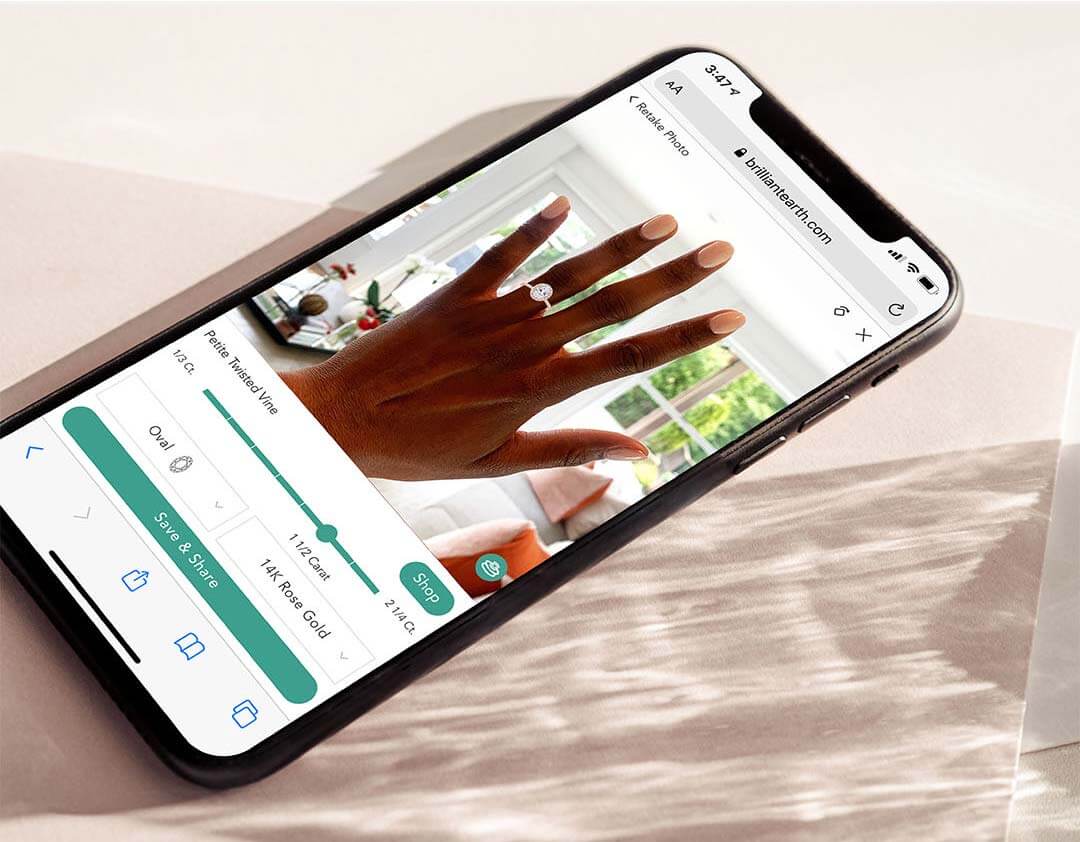 3:47
AA
brilliantearth.com
Retake Photo
Petite Twisted Vine
Shop
1/3 Ct.
1 1/2 Carat
2 1/4 Ct.
Oval
14K Rose Gold
Save & Share